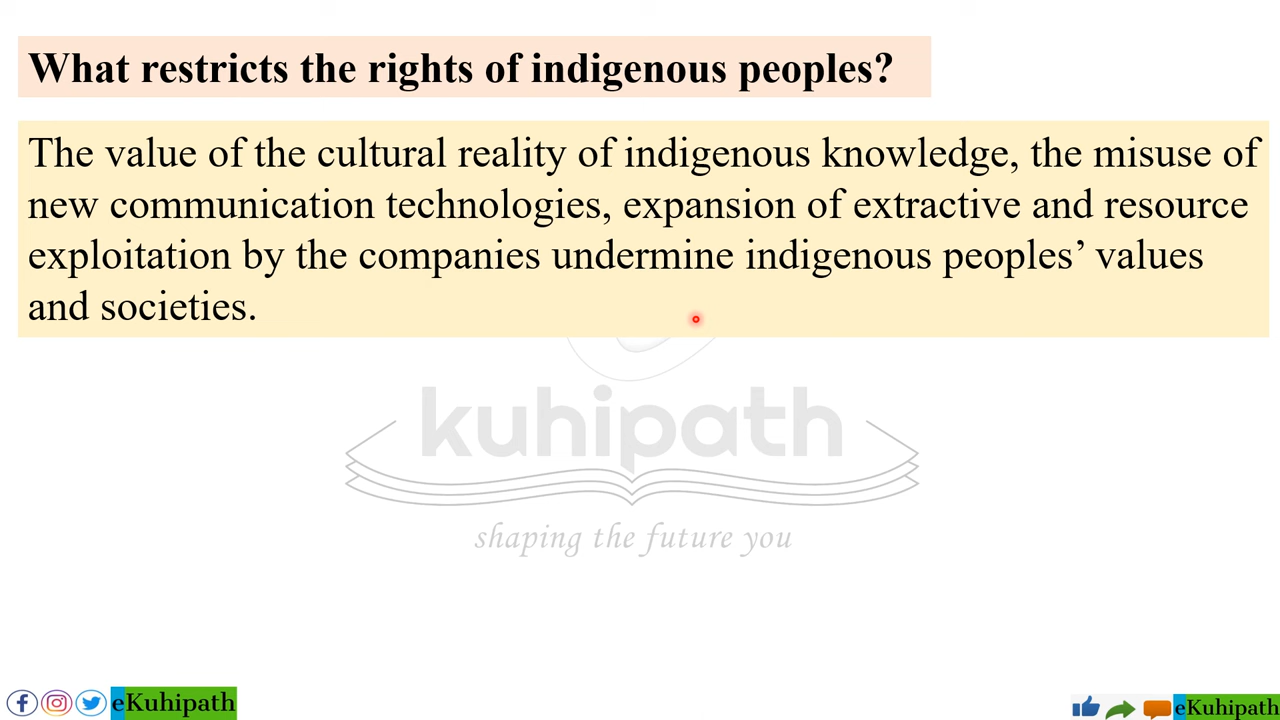 What restricts the rights of indigenous peoples?
The value of the cultural reality of indigenous knowledge, the misuse of
new communication technologies, expansion of extractive and resource
exploitation by the companies undermine indigenous peoples’ values
and societies.
kuhipath
shaping the future you
eKuhipath
eKuhipath